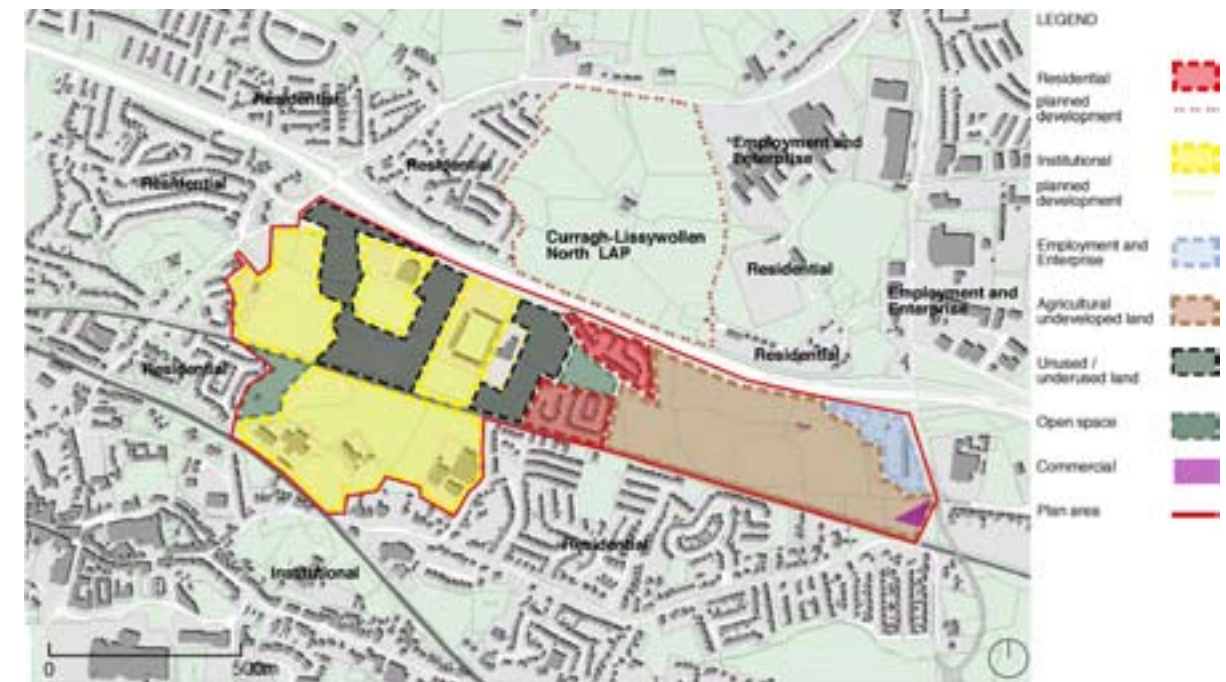 LEGEND
Residential
planned
development
Institutional
planned
development
Employment and
Enterprise
Agricultural
undeveloped land
Unused /
underused land
Open space
Commercial
Plan area
Residential
Residential
Residential
Employment and
Enterprise
Curragh-Lissywollen
North LAP
Residential
Employment and
Enterprise
Residential
Residential
Residential
Institutional
0 500m